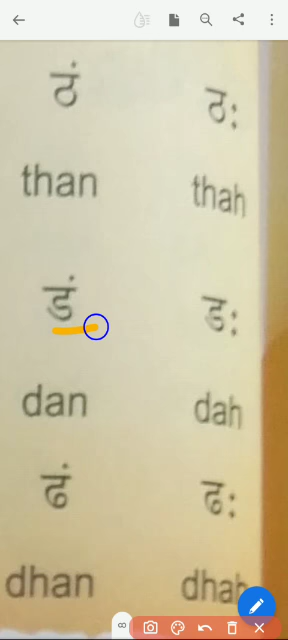 ठं ठः
than thah
डं डः
dan dah
ढं ढः
dhan dhah